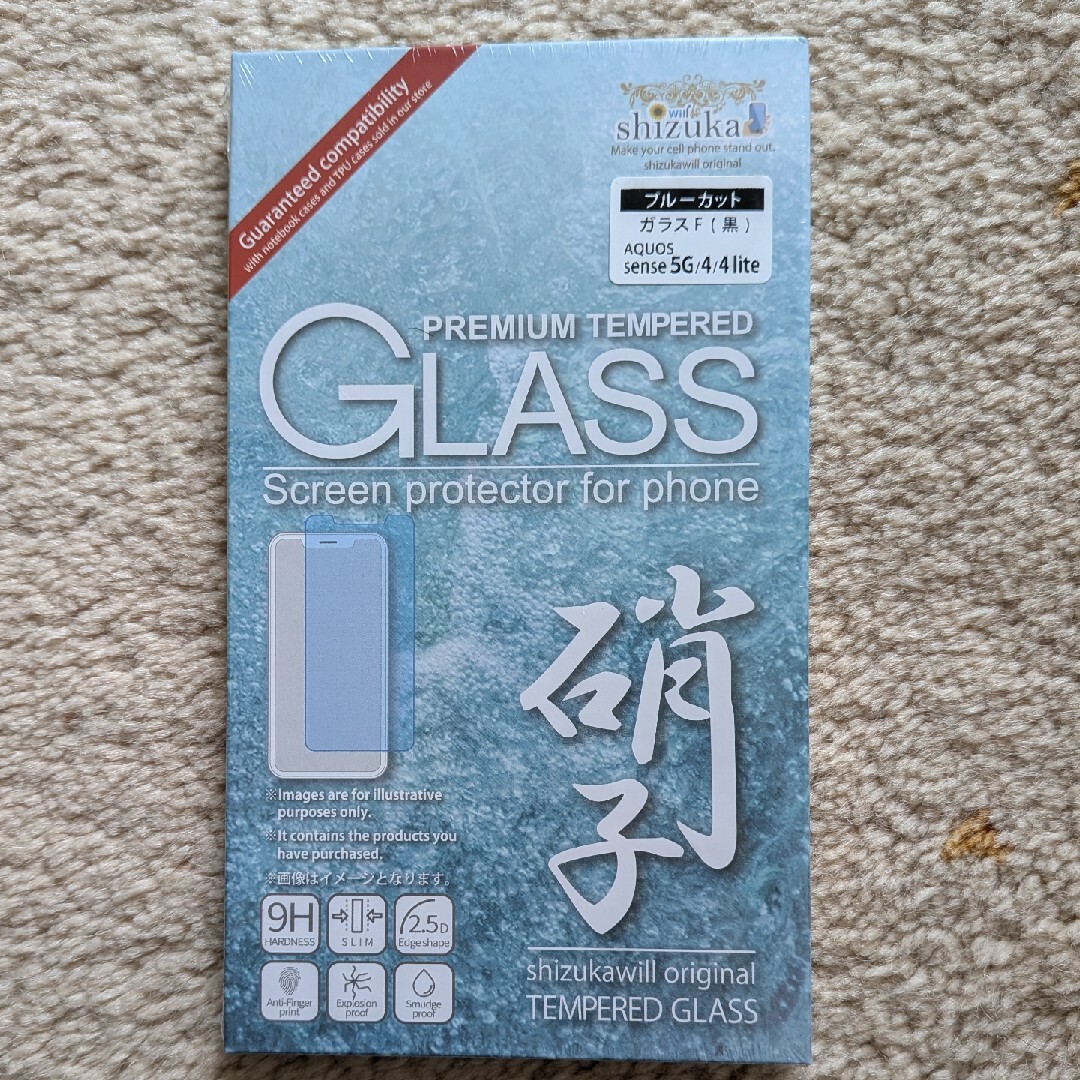 Guaranteed compatibility
with notebook cases and TPU cases sold in our store
will
shizuka
Make your cell phone stand out.
shizukawill original
ブルーカット
ガラスF(黒)
AQUOS
sense 5G/4/4 lite
PREMIUM TEMPERED
GLASS
Screen protector for phone
硝子
※Images are for illustrative
purposes only.
※It contains the products you
have purchased.
※画像はイメージとなります。
9H
HARDNESS
SLIM
2.5D
Edge shape
Anti-Finger
print
Explosion
proof
Smudge
proof
shizukawill original
TEMPERED GLASS